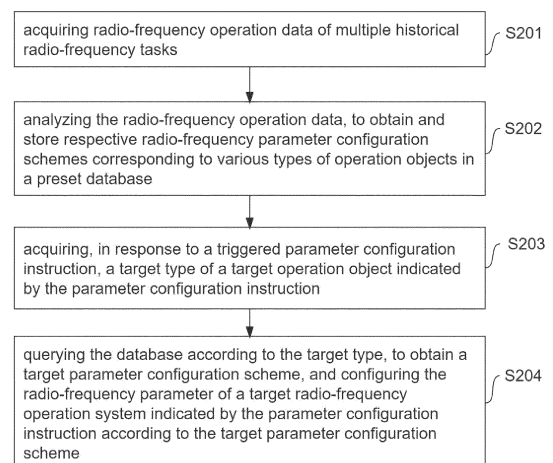 acquiring radio-frequency operation data of multiple historical
radio-frequency tasks
S201
analyzing the radio-frequency operation data, to obtain and
store respective radio-frequency parameter configuration
schemes corresponding to various types of operation objects in
a preset database
S202
acquiring, in response to a triggered parameter configuration
instruction, a target type of a target operation object indicated
by the parameter configuration instruction
S203
querying the database according to the target type, to obtain a
target parameter configuration scheme, and configuring the
radio-frequency parameter of a target radio-frequency
operation system indicated by the parameter configuration
instruction according to the target parameter configuration
scheme
S204